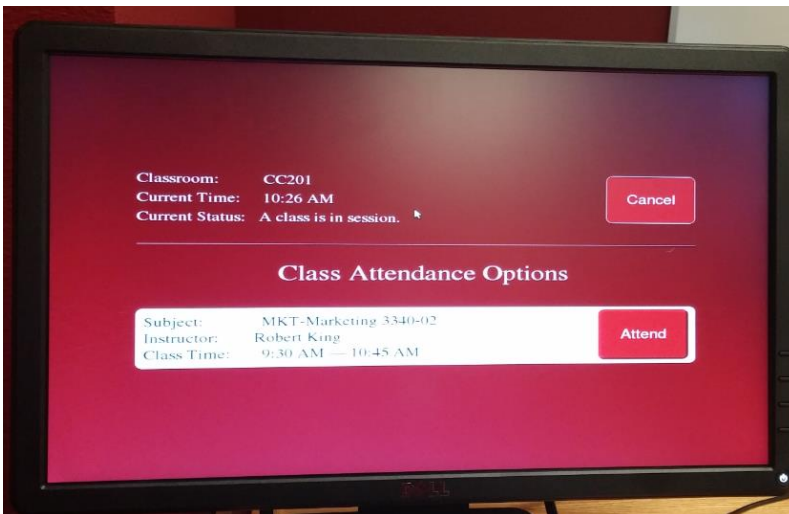 Classroom: CC201
Current Time: 10:26 AM
Current Status: A class is in session.
Cancel
Class Attendance Options
Subject: MKT-Marketing 3340-02
Instructor: Robert King
Class Time: 9:30 AM — 10:45 AM
Attend
DELL